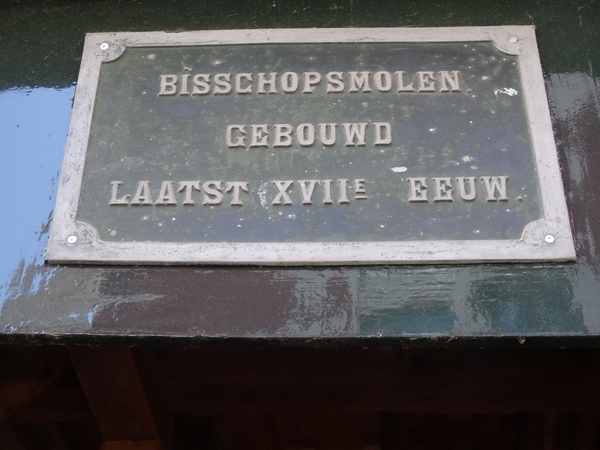 BISSCHOPSMOLEN
GEBOUWD
LAATST XVIIE EEUW.